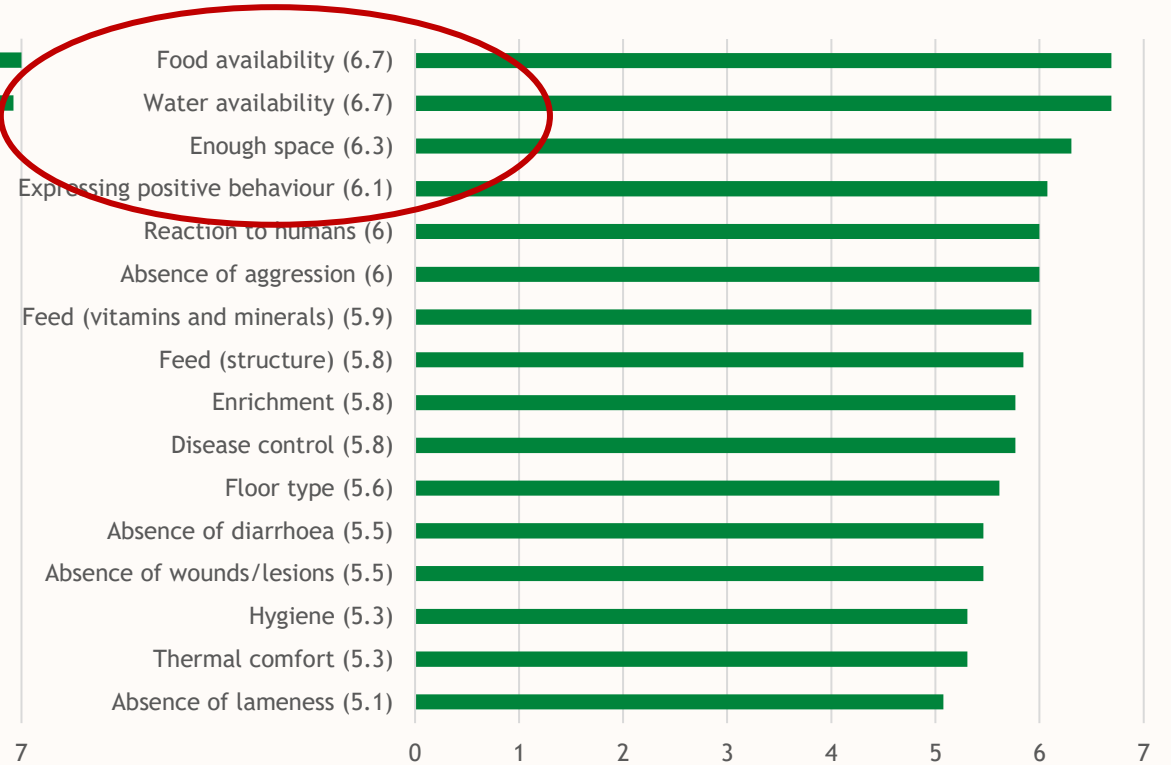 Food availability (6.7)
Water availability (6.7)
Enough space (6.3)
Expressing positive behaviour (6.1)
Reaction to humans (6)
Absence of aggression (6)
Feed (vitamins and minerals) (5.9)
Feed (structure) (5.8)
Enrichment (5.8)
Disease control (5.8)
Floor type (5.6)
Absence of diarrhoea (5.5)
Absence of wounds/lesions (5.5)
Hygiene (5.3)
Thermal comfort (5.3)
Absence of lameness (5.1)
7 0 1 2 3 4 5 6 7